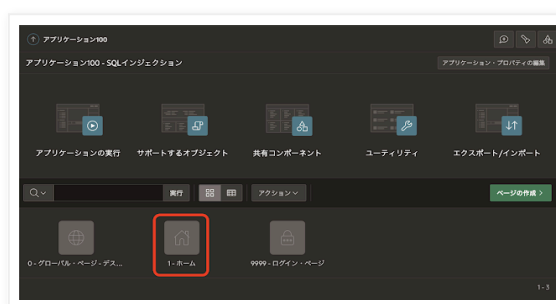 アプリケーション100
アプリケーション100 - SQLインジェクション
アプリケーション・プロパティの編集
アプリケーションの実行
サポートするオブジェクト
共有コンポーネント
ユーティリティ
エクスポート/インポート
実行
アクション
ページの作成 >
0 - グローバル・ページ - デス...
1 - ホーム
9999 - ログイン・ページ
1 - 3